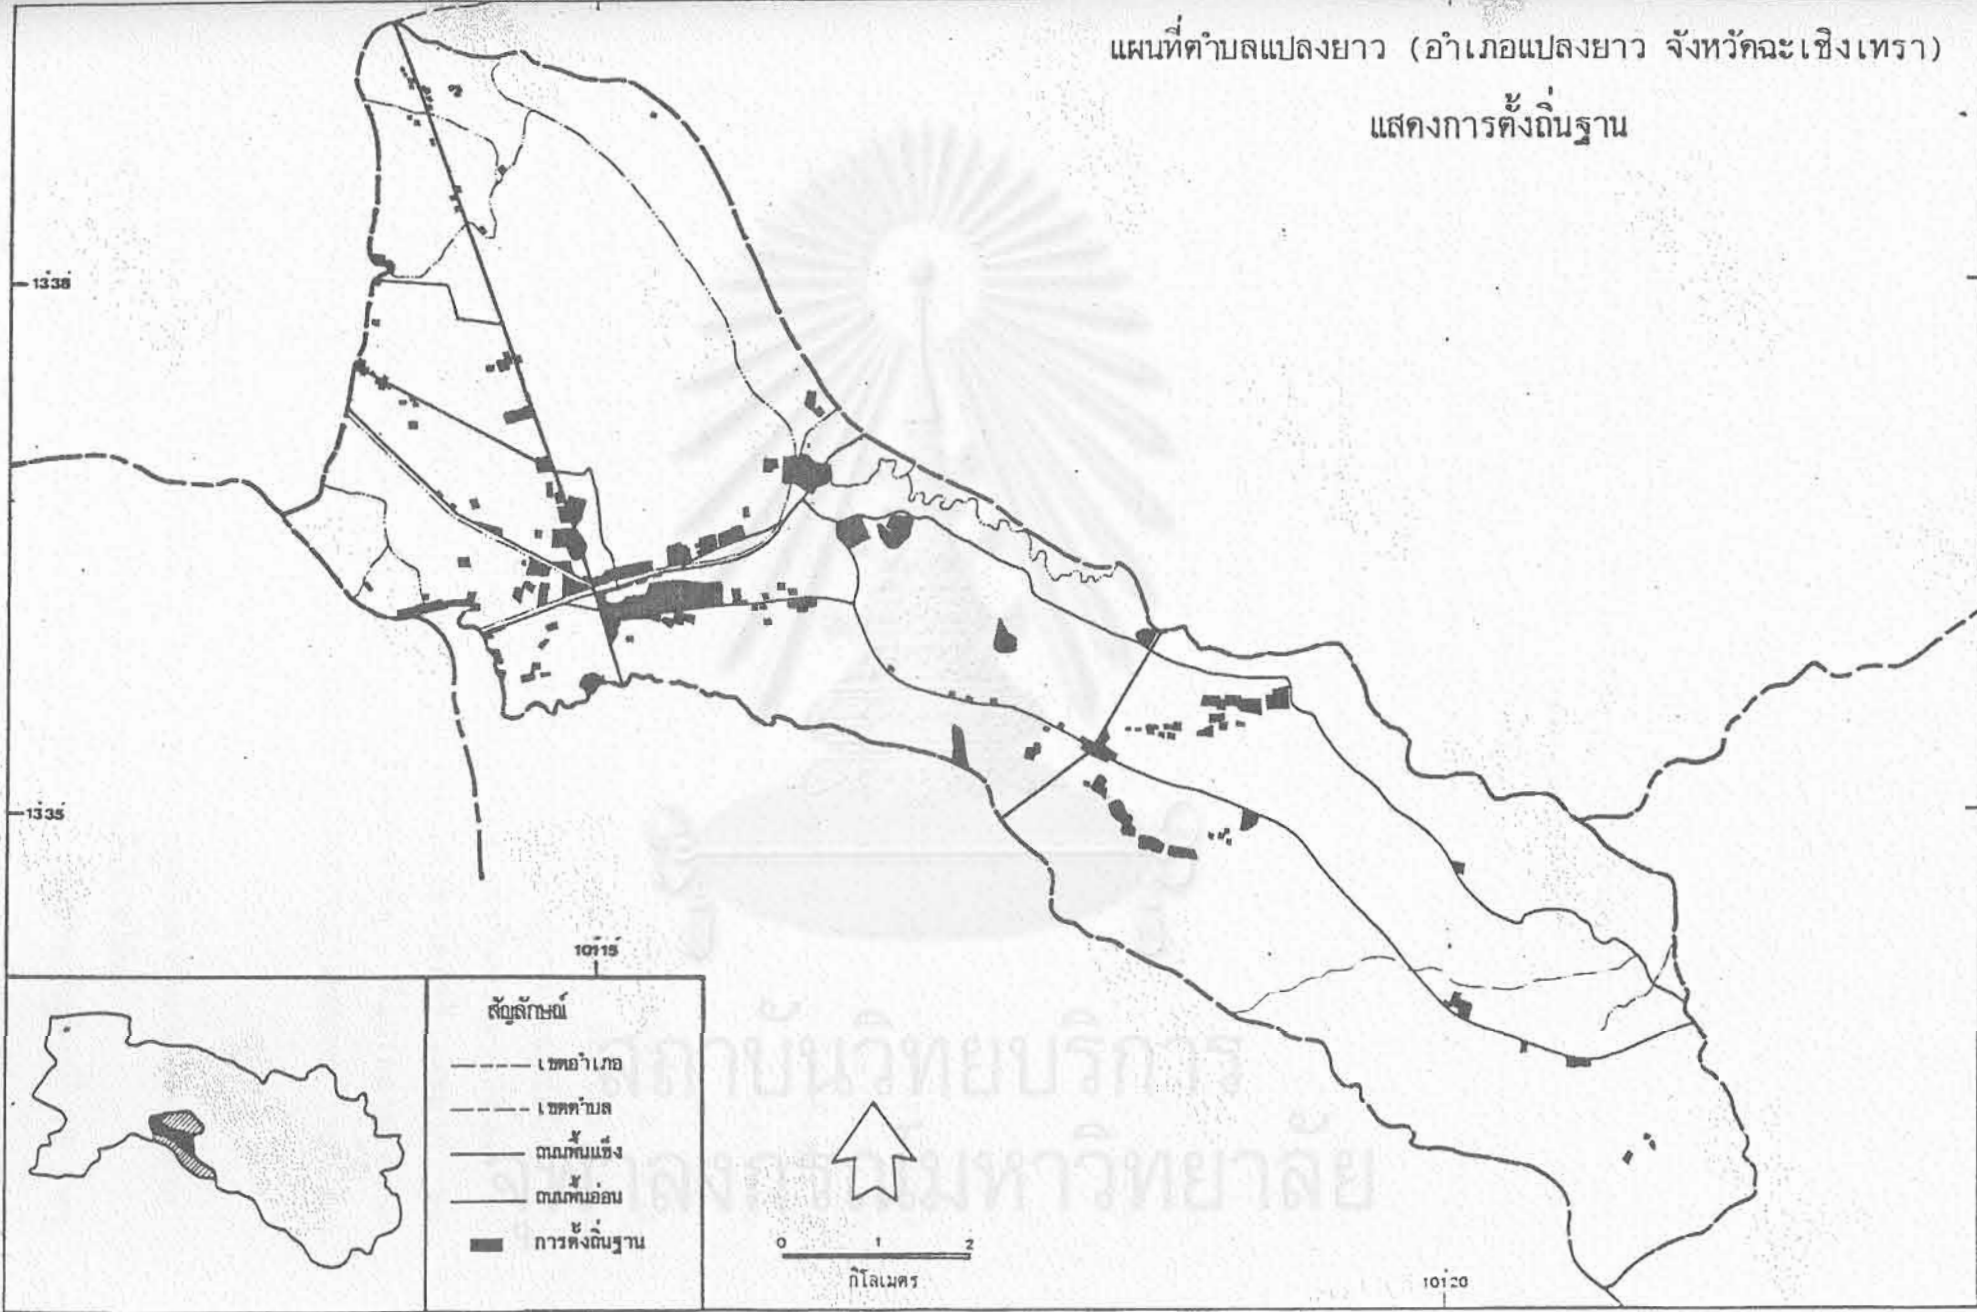 แผนที่ตำบลแปลงยาว (อำเภอแปลงยาว จังหวัดฉะเชิงเทรา)
แสดงการตั้งถิ่นฐาน
1338
1335
10115
สัญลักษณ์
เขตอำเภอ
เขตตำบล
ถนนพื้นแข็ง
ถนนพื้นอ่อน
การตั้งถิ่นฐาน
สถาบันวิทยบริการ
จุฬาลงกรณ์มหาวิทยาลัย
0 1 2
กิโลเมตร
10120